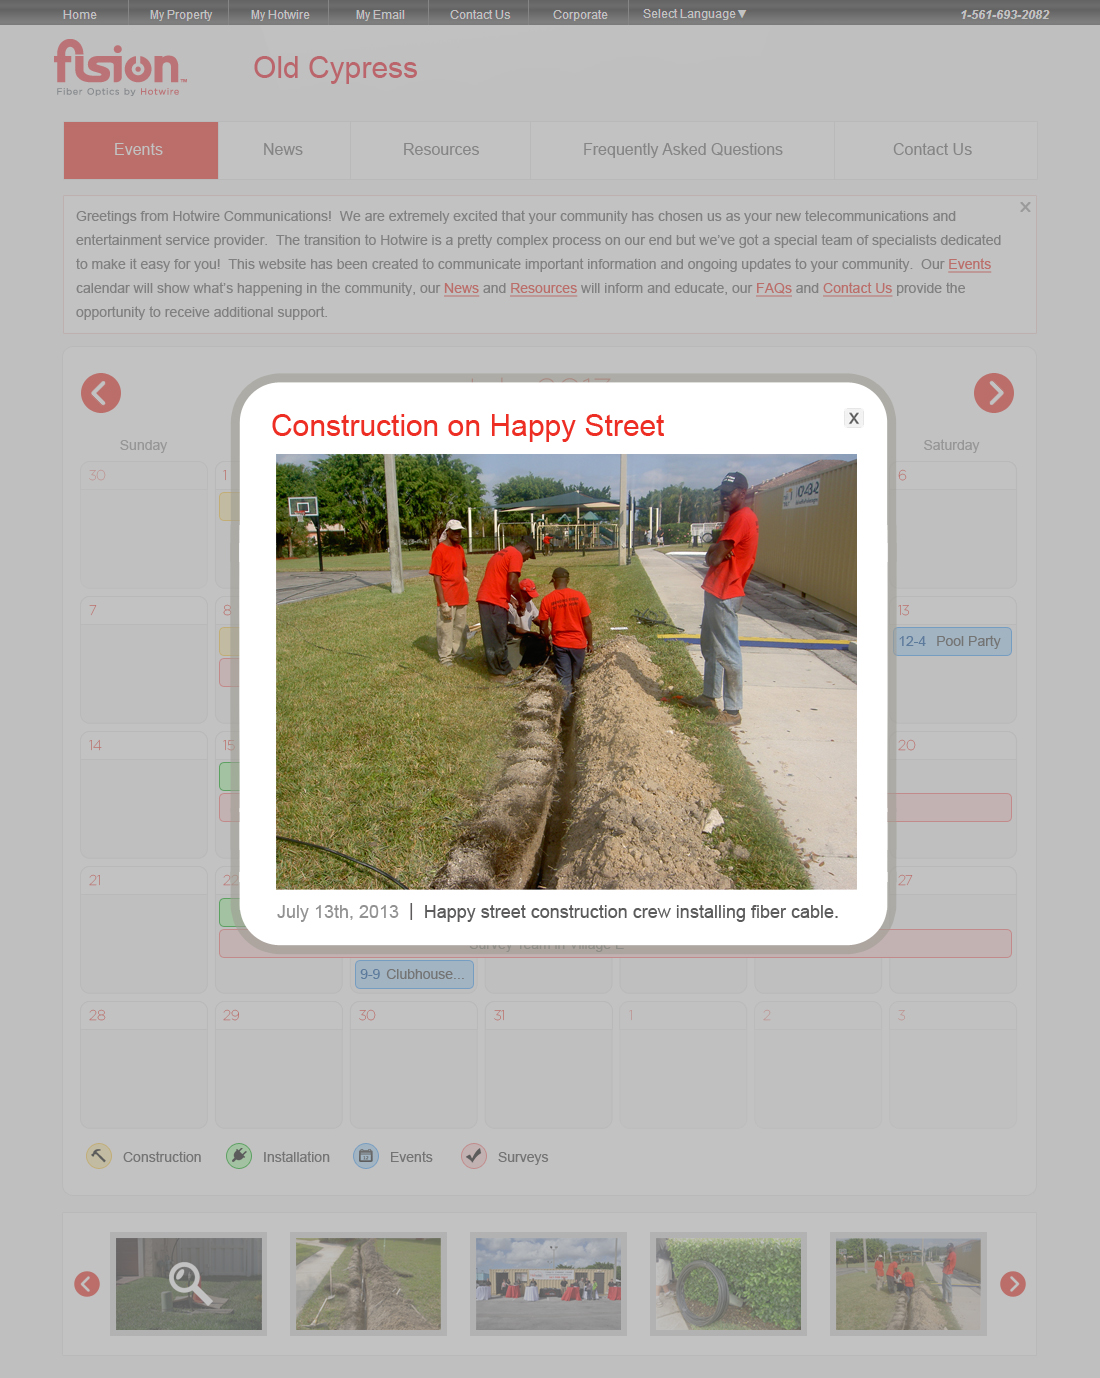 Home My Property My Hotwire My Email Contact Us Corporate Select Language▼ 1-561-693-2082
fision™
Fiber Optics by Hotwire
Old Cypress
Events News Resources Frequently Asked Questions Contact Us
Greetings from Hotwire Communications! We are extremely excited that your community has chosen us as your new telecommunications and
entertainment service provider. The transition to Hotwire is a pretty complex process on our end but we've got a special team of specialists dedicated
to make it easy for you! This website has been created to communicate important information and ongoing updates to your community. Our Events
calendar will show what's happening in the community, our News and Resources will inform and educate, our FAQs and Contact Us provide the
opportunity to receive additional support.
Construction on Happy Street X
Sunday Saturday
30 1 6
7 8 13
12-4 Pool Party
14 15 20
21 22 27
July 13th, 2013 | Happy street construction crew installing fiber cable.
9-9 Clubhouse...
28 29 30 31 1 2 3
Construction Installation Events Surveys